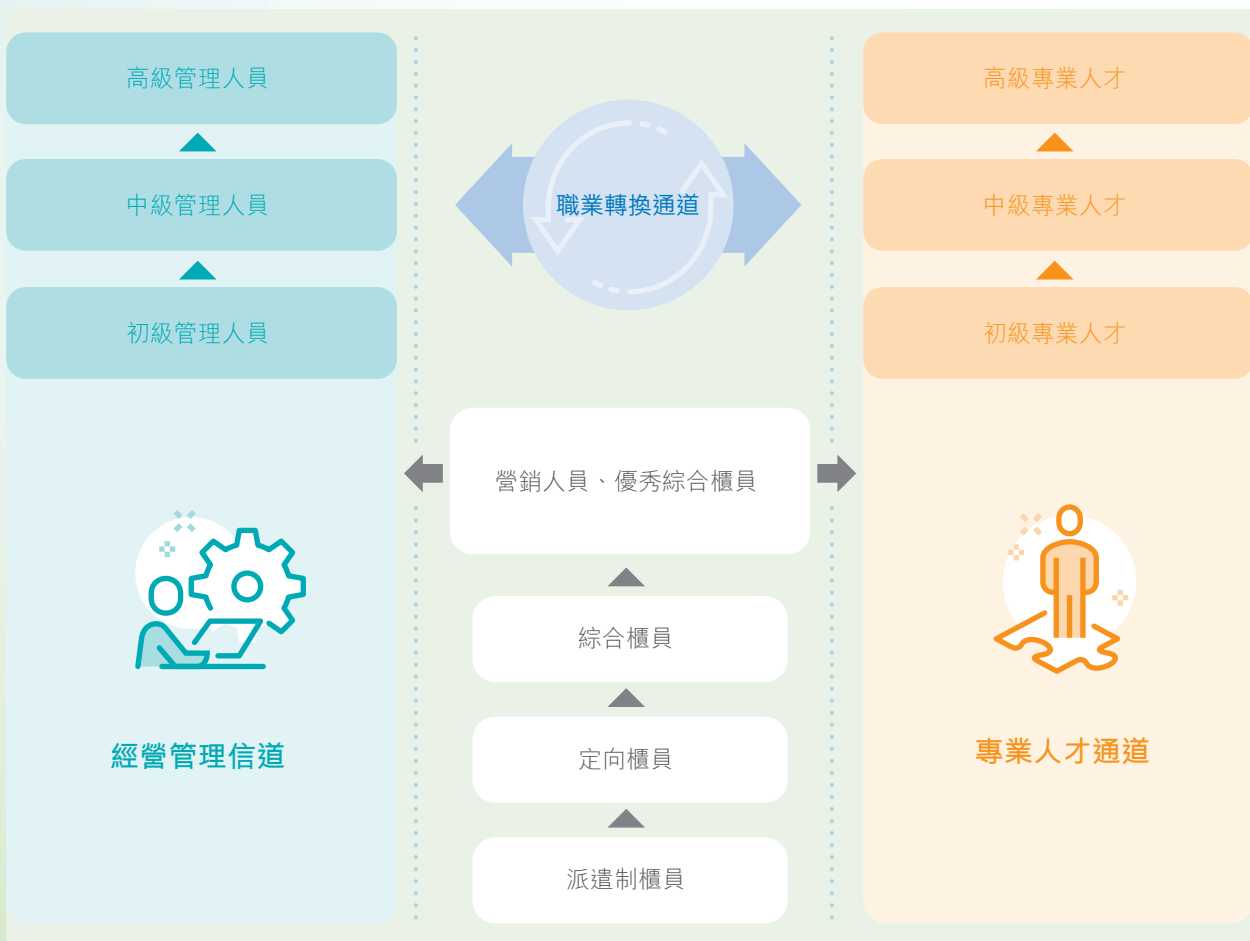 高級管理人員
中級管理人員
初級管理人員
經營管理信道
職業轉換通道
營銷人員、優秀綜合櫃員
綜合櫃員
定向櫃員
派遣制櫃員
高級專業人才
中級專業人才
初級專業人才
專業人才通道